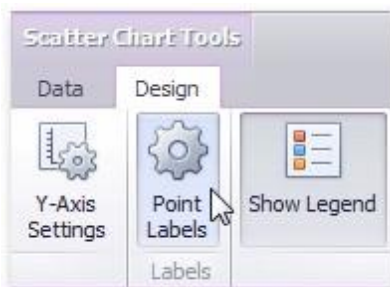 Scatter Chart Tools
Data Design
Y-Axis
Settings
Point
Labels
Show Legend
Labels